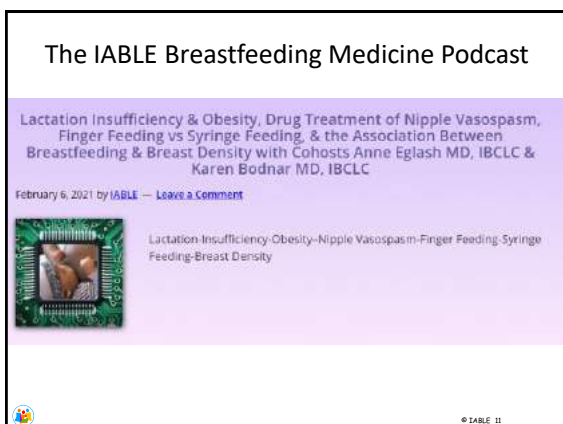 The IABLE Breastfeeding Medicine Podcast
Lactation Insufficiency & Obesity, Drug Treatment of Nipple Vasospasm,
Finger Feeding vs Syringe Feeding, & the Association Between
Breastfeeding & Breast Density with Cohosts Anne Eglash MD, IBCLC &
Karen Bodnar MD, IBCLC
February 6, 2021 by IABLE — Leave a Comment
Lactation-Insufficiency-Obesity–Nipple Vasospasm-Finger Feeding-Syringe
Feeding-Breast Density
© IABLE 11